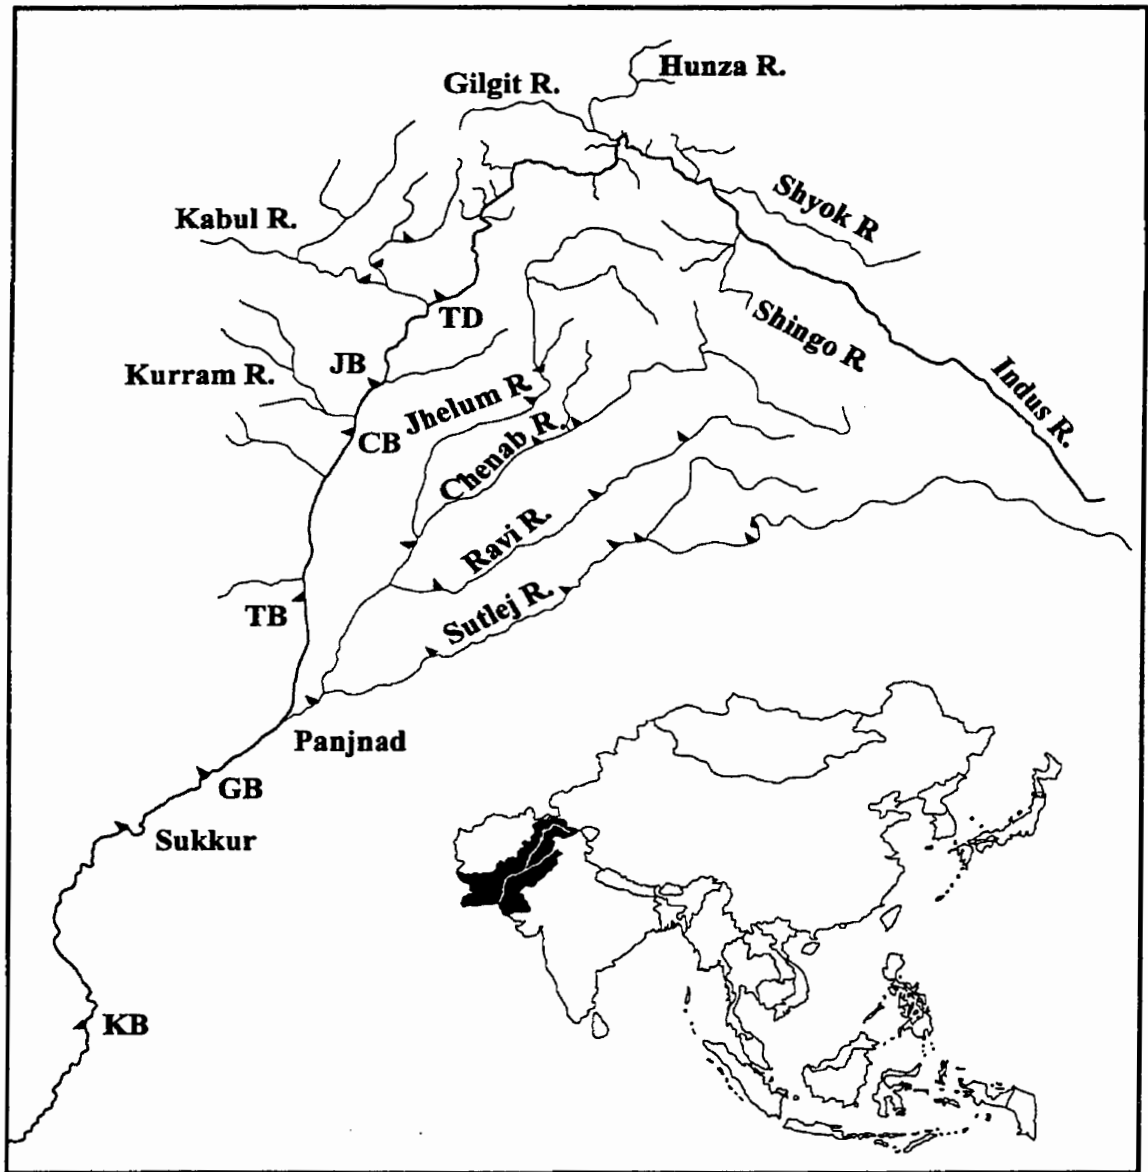 Hunza R.
Gilgit R.
Shyok R
Kabul R.
TD
Shingo R.
JB
Kurram R.
Indus R.
Jhelum R.
CB
Chenab R.
Ravi R.
TB
Sutlej R.
Panjnad
GB
Sukkur
KB